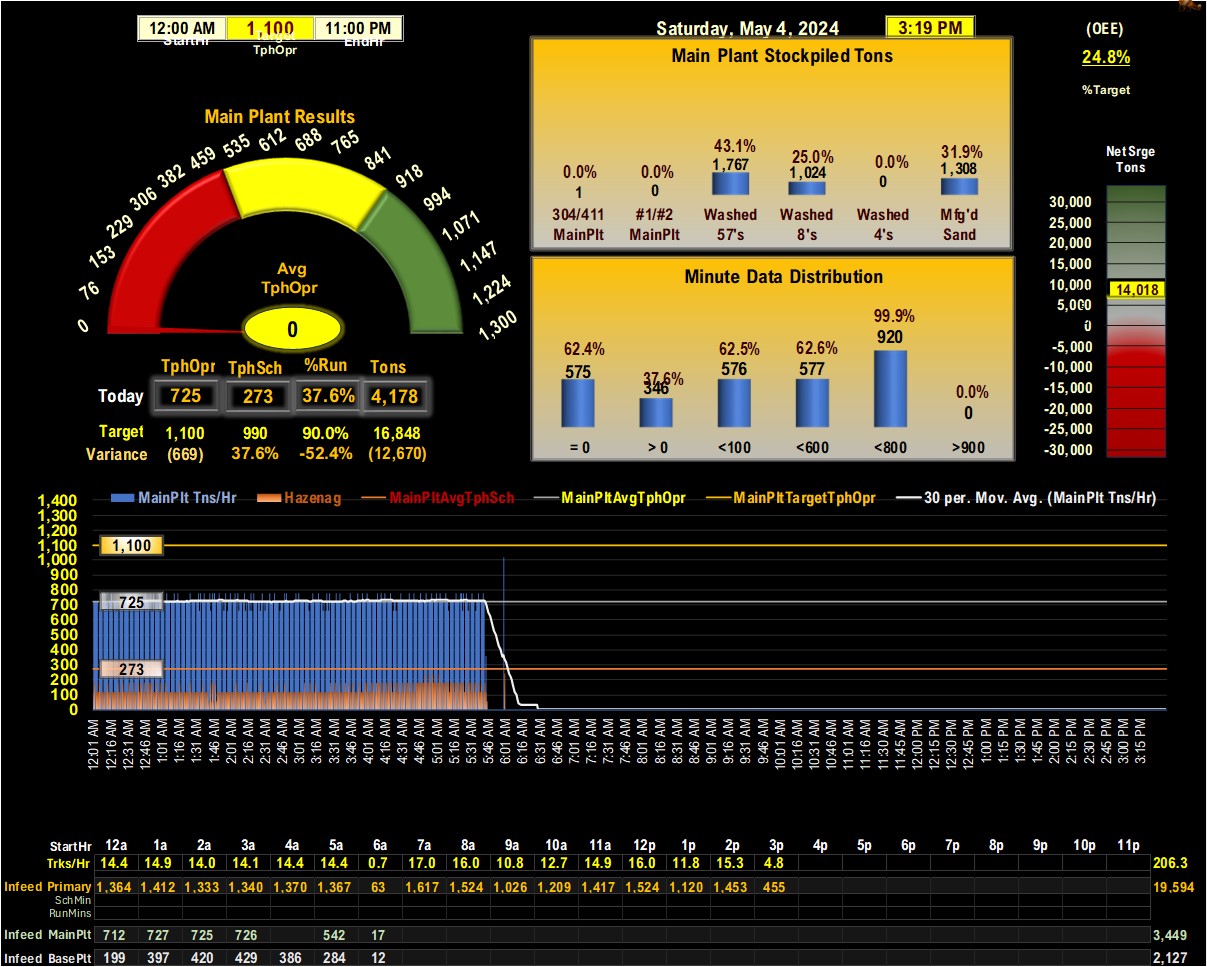 12:00 AM 1,100 11:00 PM
StartHr Target EndHr
TphOpr
Saturday, May 4, 2024 3:19 PM
(OEE)
24.8%
%Target
Main Plant Results
0 76 153 229 306 382 459 535 612 688 765 841 918 994 1,071 1,147 1,224 1,300
Avg
TphOpr
0
TphOpr TphSch %Run Tons
Today 725 273 37.6% 4,178
Target 1,100 990 90.0% 16,848
Variance (669) 37.6% -52.4% (12,670)
Main Plant Stockpiled Tons
0.0% 0.0% 43.1% 25.0% 0.0% 31.9%
1 0 1,767 1,024 0 1,308
304/411 #1/#2 Washed Washed Washed Mfg'd
MainPlt MainPlt 57's 8's 4's Sand
Minute Data Distribution
62.4% 37.6% 62.5% 62.6% 99.9% 0.0%
575 346 576 577 920 0
= 0 > 0 <100 <600 <800 >900
Net Srge
Tons
30,000
25,000
20,000
15,000
10,000
14,018
5,000
0
-5,000
-10,000
-15,000
-20,000
-25,000
-30,000
MainPlt Tns/Hr Hazenag MainPltAvgTphSch MainPltAvgTphOpr MainPltTargetTphOpr 30 per. Mov. Avg. (MainPlt Tns/Hr)
1,400
1,300
1,200
1,100 1,100
1,000
900
800
700 725
600
500
400
300 273
200
100
0
12:01 AM 12:16 AM 12:31 AM 12:46 AM 1:01 AM 1:16 AM 1:31 AM 1:46 AM 2:01 AM 2:16 AM 2:31 AM 2:46 AM 3:01 AM 3:16 AM 3:31 AM 3:46 AM 4:01 AM 4:16 AM 4:31 AM 4:46 AM 5:01 AM 5:16 AM 5:31 AM 5:46 AM 6:01 AM 6:16 AM 6:31 AM 6:46 AM 7:01 AM 7:16 AM 7:31 AM 7:46 AM 8:01 AM 8:16 AM 8:31 AM 8:46 AM 9:01 AM 9:16 AM 9:31 AM 9:46 AM 10:01 AM 10:16 AM 10:31 AM 10:46 AM 11:11 AM 11:16 AM 11:30 AM 11:45 AM 12:00 PM 12:15 PM 12:30 PM 12:45 PM 1:00 PM 1:15 PM 1:30 PM 1:45 PM 2:00 PM 2:15 PM 2:30 PM 2:45 PM 3:00 PM 3:15 PM
StartHr 12a 1a 2a 3a 4a 5a 6a 7a 8a 9a 10a 11a 12p 1p 2p 3p 4p 5p 6p 7p 8p 9p 10p 11p
Trks/Hr 14.4 14.9 14.0 14.1 14.4 14.4 0.7 17.0 16.0 10.8 12.7 14.9 16.0 11.8 15.3 4.8 206.3
Infeed Primary 1,364 1,412 1,333 1,340 1,370 1,367 63 1,617 1,524 1,026 1,209 1,417 1,524 1,120 1,453 455 19,594
SchMin
RunMins
Infeed MainPlt 712 727 725 726 542 17 3,449
Infeed BasePlt 199 397 420 429 386 284 12 2,127